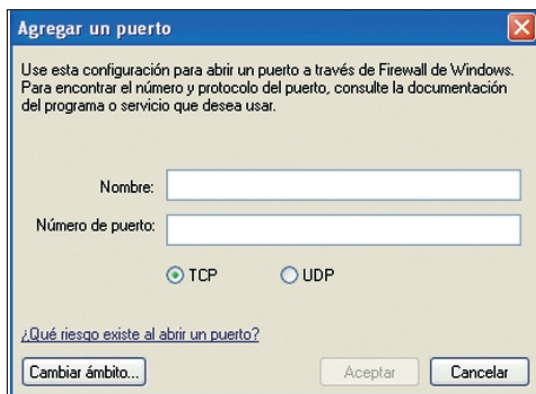 Agregar un puerto
Use esta configuración para abrir un puerto a través de Firewall de Windows.
Para encontrar el número y protocolo del puerto, consulte la documentación
del programa o servicio que desea usar.
Nombre:
Número de puerto:
TCP UDP
¿Qué riesgo existe al abrir un puerto?
Cambiar ámbito... Aceptar Cancelar